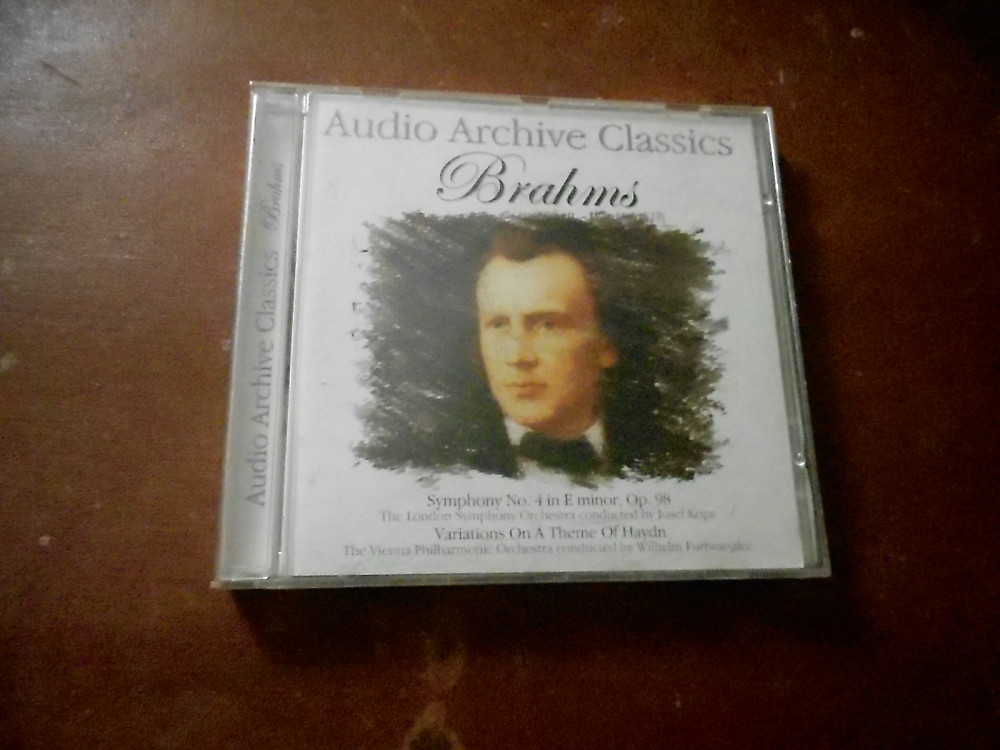 Audio Archive Classics
Brahms
Symphony No. 4 in E minor, Op. 98
The London Symphony Orchestra conducted by Josef Krips
Variations On A Theme Of Haydn
The Vienna Philharmonic Orchestra conducted by Wilhelm Furtwangler
Audio Archive Classics Brahms